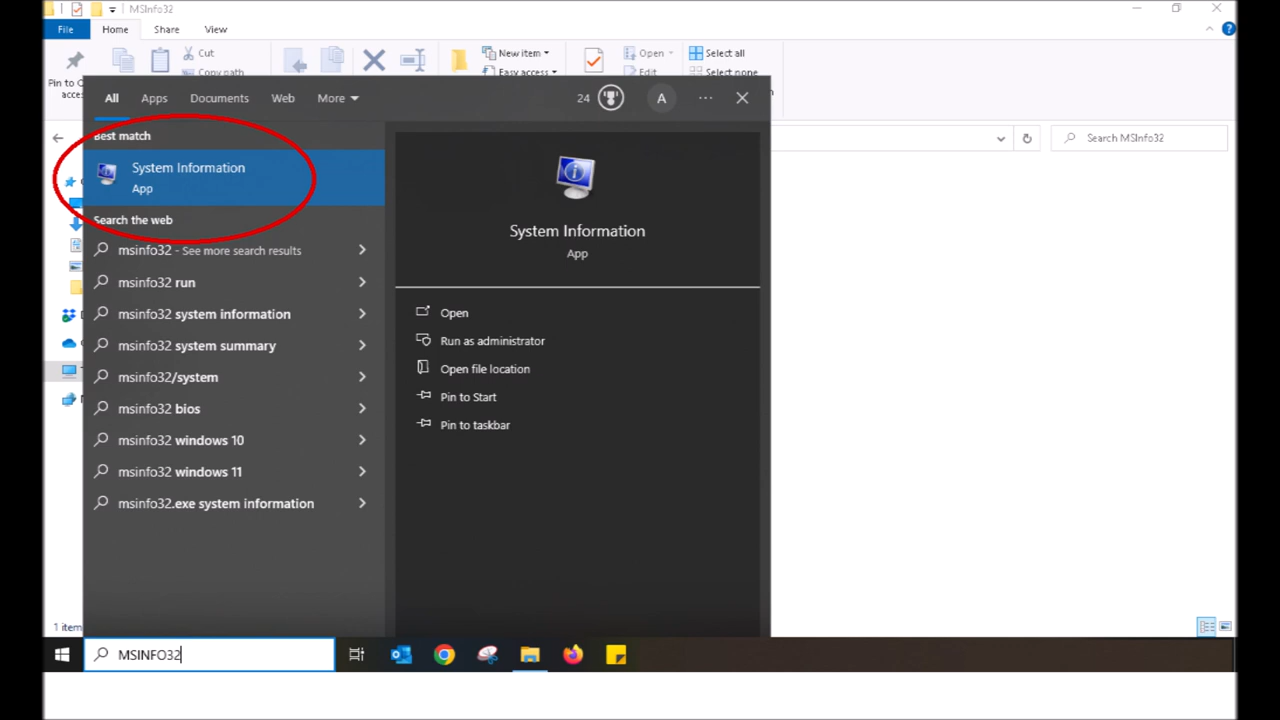 MSInfo32
File
Home
Share
View
Cut
Copy path
New item
Easy access
Open
Edit
Select all
Select none
Pin to
acces
Search MSInfo32
All
Apps
Documents
Web
More
24
A
Best match
System Information
App
Search the web
msinfo32 - See more search results
msinfo32 run
msinfo32 system information
msinfo32 system summary
msinfo32/system
msinfo32 bios
msinfo32 windows 10
msinfo32 windows 11
msinfo32.exe system information
System Information
App
Open
Run as administrator
Open file location
Pin to Start
Pin to taskbar
1 item
MSINFO32